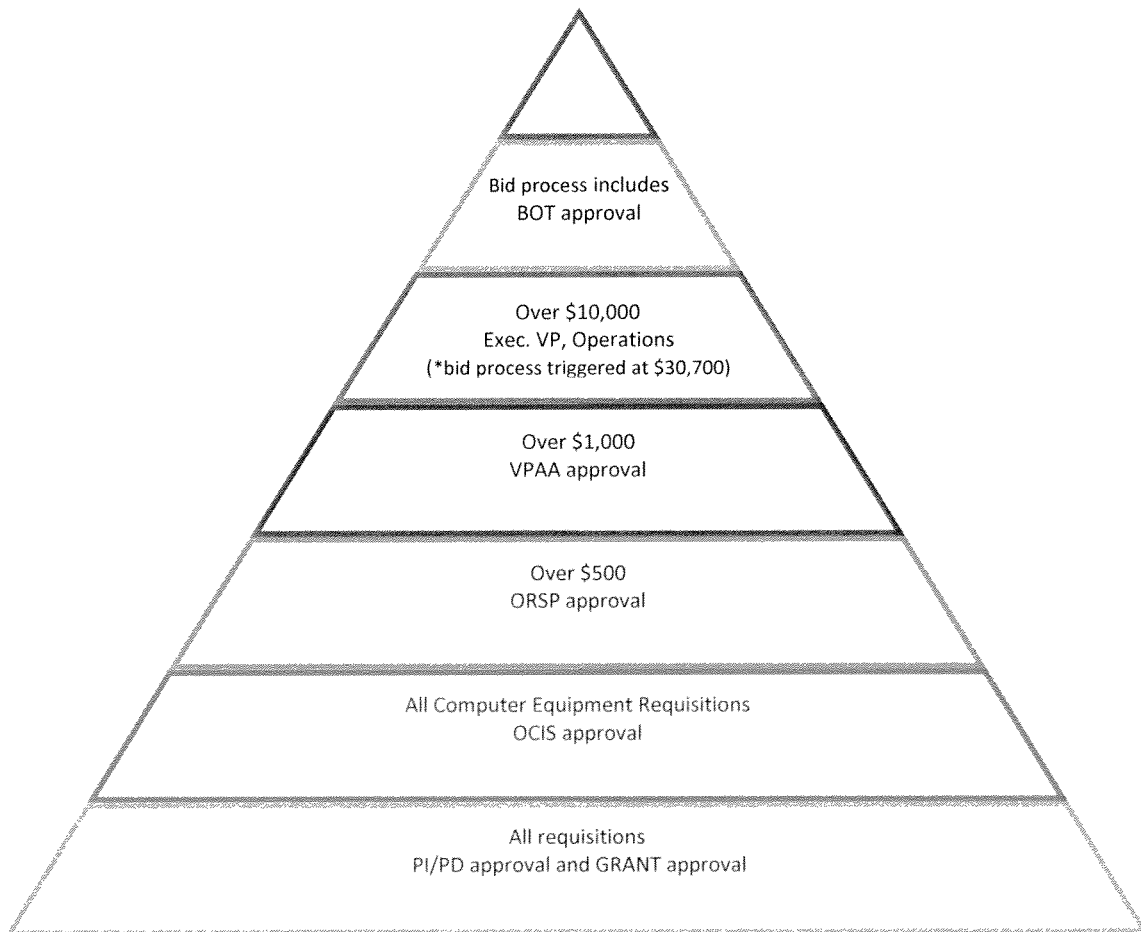 Bid process includes
BOT approval
Over $10,000
Exec. VP, Operations
(*bid process triggered at $30,700)
Over $1,000
VPAA approval
Over $500
ORSP approval
All Computer Equipment Requisitions
OCIS approval
All requisitions
PI/PD approval and GRANT approval